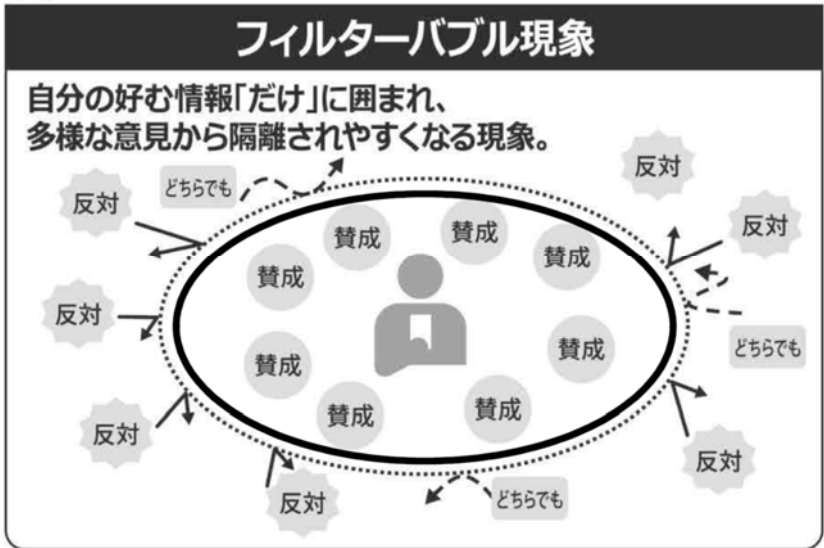 フィルターバブル現象
自分の好む情報「だけ」に囲まれ、
多様な意見から隔離されやすくなる現象。
反対
どちらでも
反対
反対
賛成
賛成
賛成
賛成
反対
賛成
賛成
どちらでも
賛成
賛成
反対
反対
反対
どちらでも